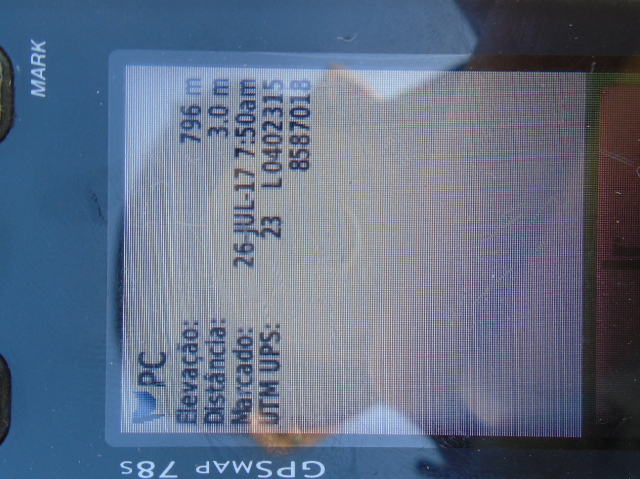 MARK
PC
Elevação: 796 m
Distância: 3.0 m
Marcado: 26-JUL-17 7:50am
UTM UPS: 23 L 0402315
8587018
GPSMAP 78s